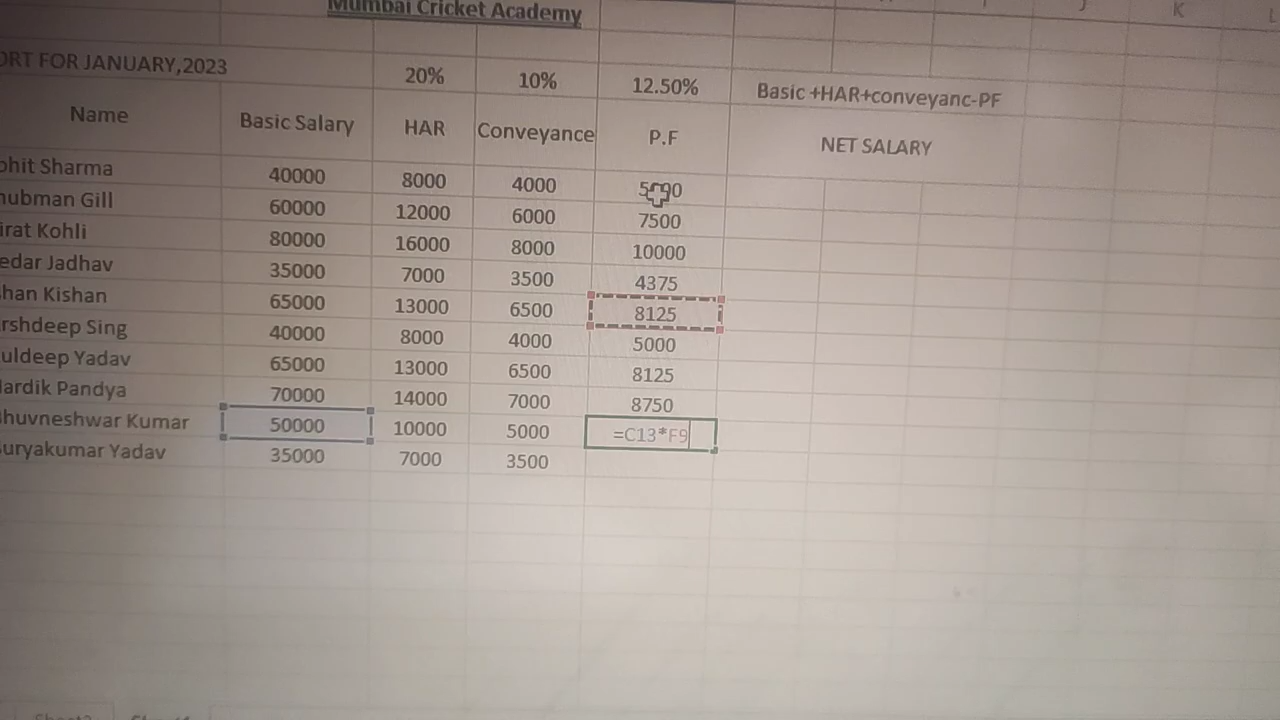 Mumbai Cricket Academy
K
ORT FOR JANUARY,2023 20% 10% 12.50% Basic +HAR+conveyanc-PF
Name Basic Salary HAR Conveyance P.F NET SALARY
ohit Sharma 40000 8000 4000
hubman Gill 60000 12000 6000 7500
irat Kohli 80000 16000 8000 10000
edar Jadhav 35000 7000 3500 4375
shan Kishan 65000 13000 6500 8125
rshdeep Sing 40000 8000 4000 5000
uldeep Yadav 65000 13000 6500 8125
ardik Pandya 70000 14000 7000 8750
huvneshwar Kumar 50000 10000 5000 =C13*F9
uryakumar Yadav 35000 7000 3500